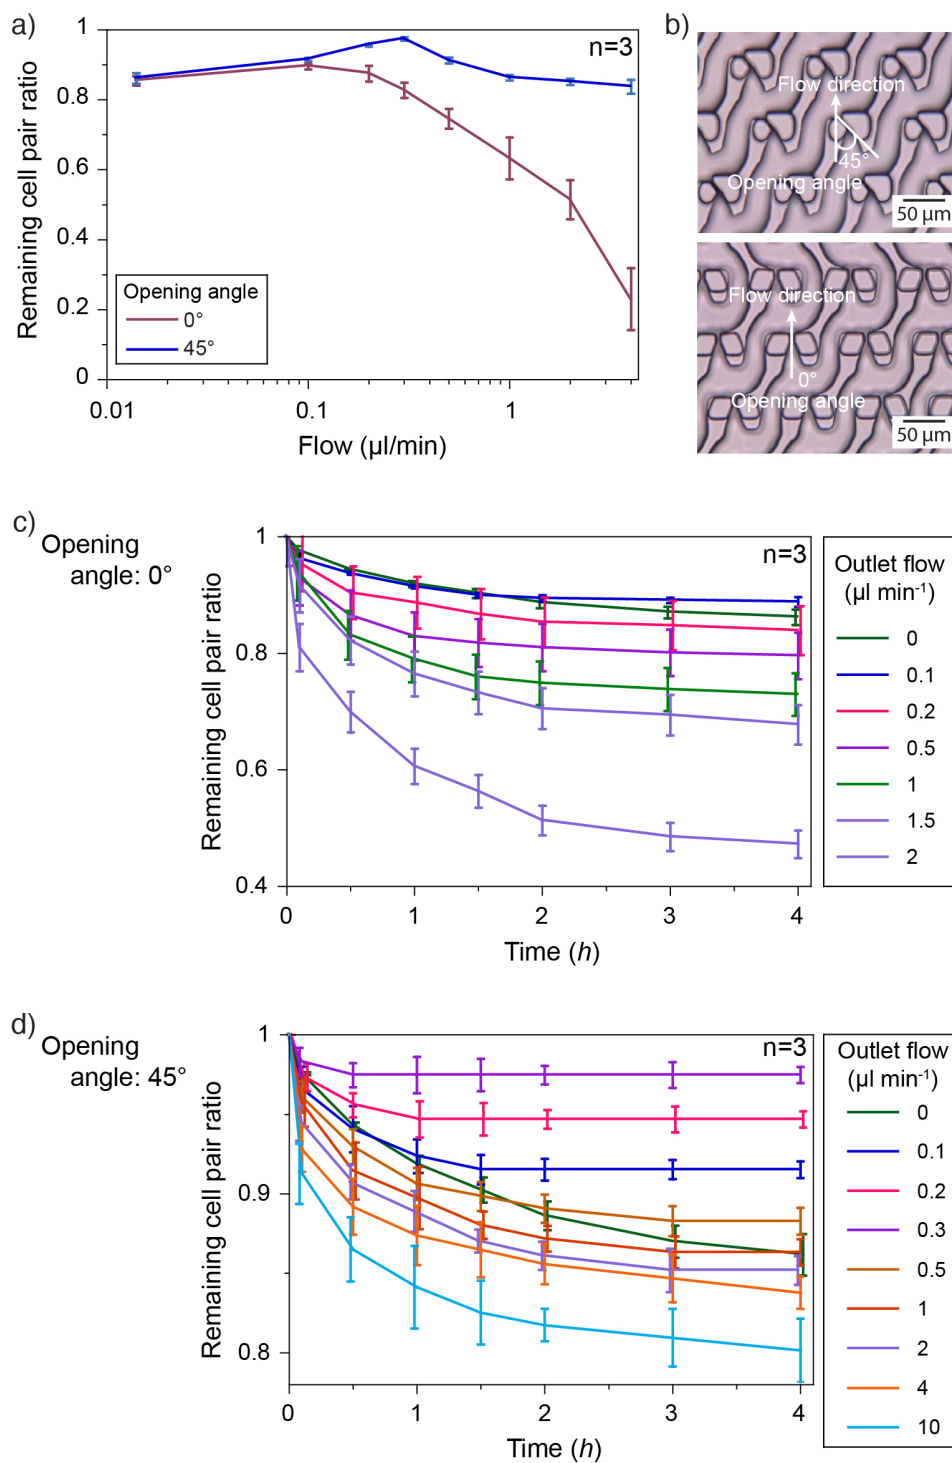 a)
1
0.8
0.6
0.4
0.2
0
Remaining cell pair ratio
n=3
Opening angle
0°
45°
0.01
0.1
1
Flow (µl/min)
b)
Flow direction
45°
Opening angle
50 µm
Flow direction
0°
Opening angle
50 µm
c)
Opening
angle: 0°
1
0.8
0.6
0.4
Remaining cell pair ratio
n=3
0
1
2
3
4
Time (h)
Outlet flow
(µl min⁻¹)
0
0.1
0.2
0.5
1
1.5
2
d)
Opening
angle: 45°
1
0.9
0.8
Remaining cell pair ratio
n=3
0
1
2
3
4
Time (h)
Outlet flow
(µl min⁻¹)
0
0.1
0.2
0.3
0.5
1
2
4
10